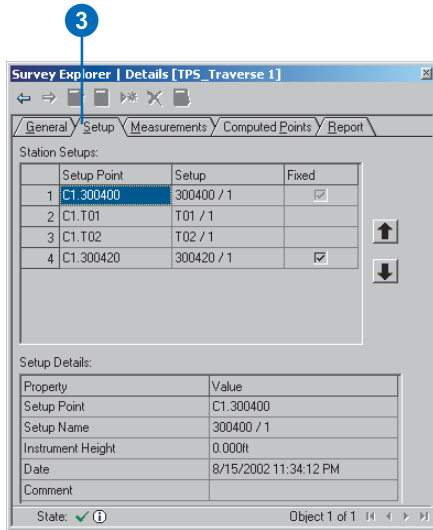 3
Survey Explorer | Details [TPS_Traverse 1]
General Setup Measurements Computed Points Report
Station Setups:
Setup Point Setup Fixed
1 C1.300400 300400 / 1
2 C1.T01 T01 / 1
3 C1.T02 T02 / 1
4 C1.300420 300420 / 1
Setup Details:
Property Value
Setup Point C1.300400
Setup Name 300400 / 1
Instrument Height 0.000ft
Date 8/15/2002 11:34:12 PM
Comment
State: Object 1 of 1